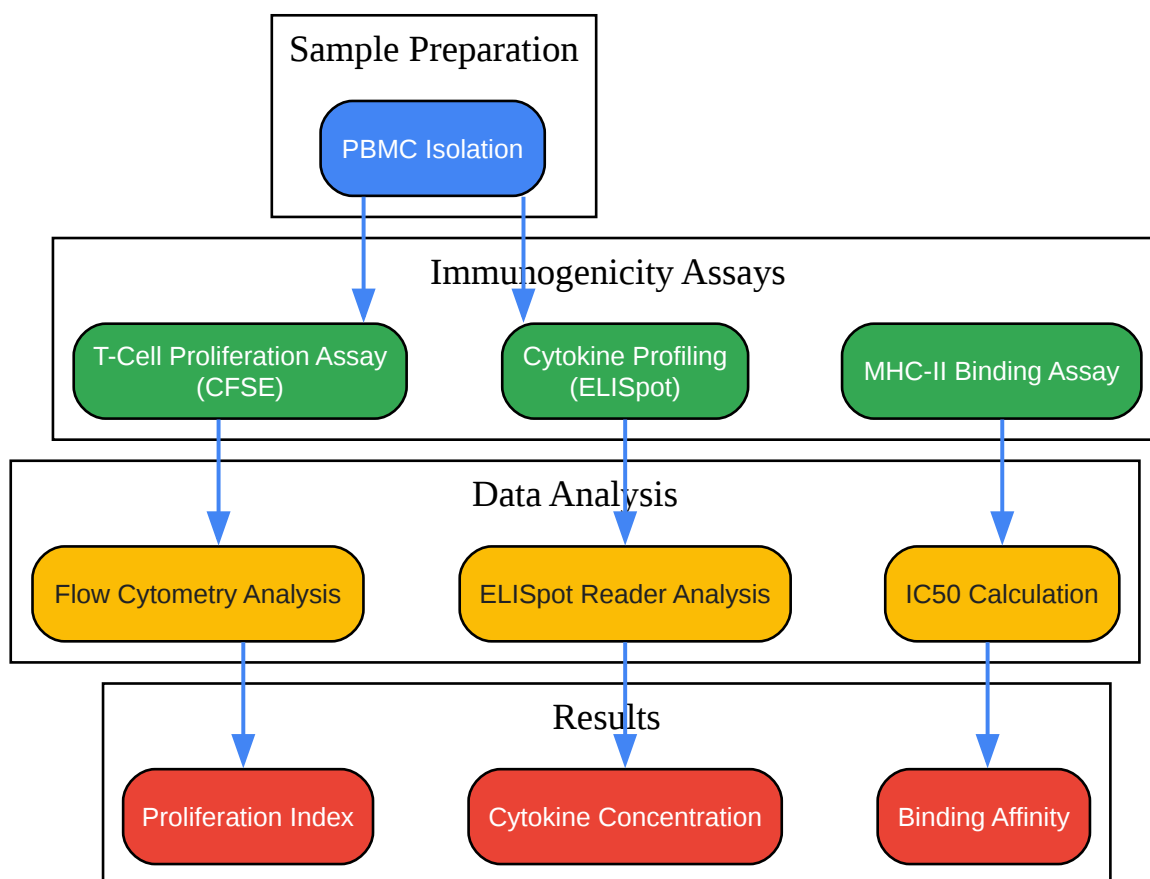 Sample Preparation
PBMC Isolation
Immunogenicity Assays
T-Cell Proliferation Assay
(CFSE)
Cytokine Profiling
(ELISpot)
MHC-II Binding Assay
Data Analysis
Flow Cytometry Analysis
ELISpot Reader Analysis
IC50 Calculation
Results
Proliferation Index
Cytokine Concentration
Binding Affinity